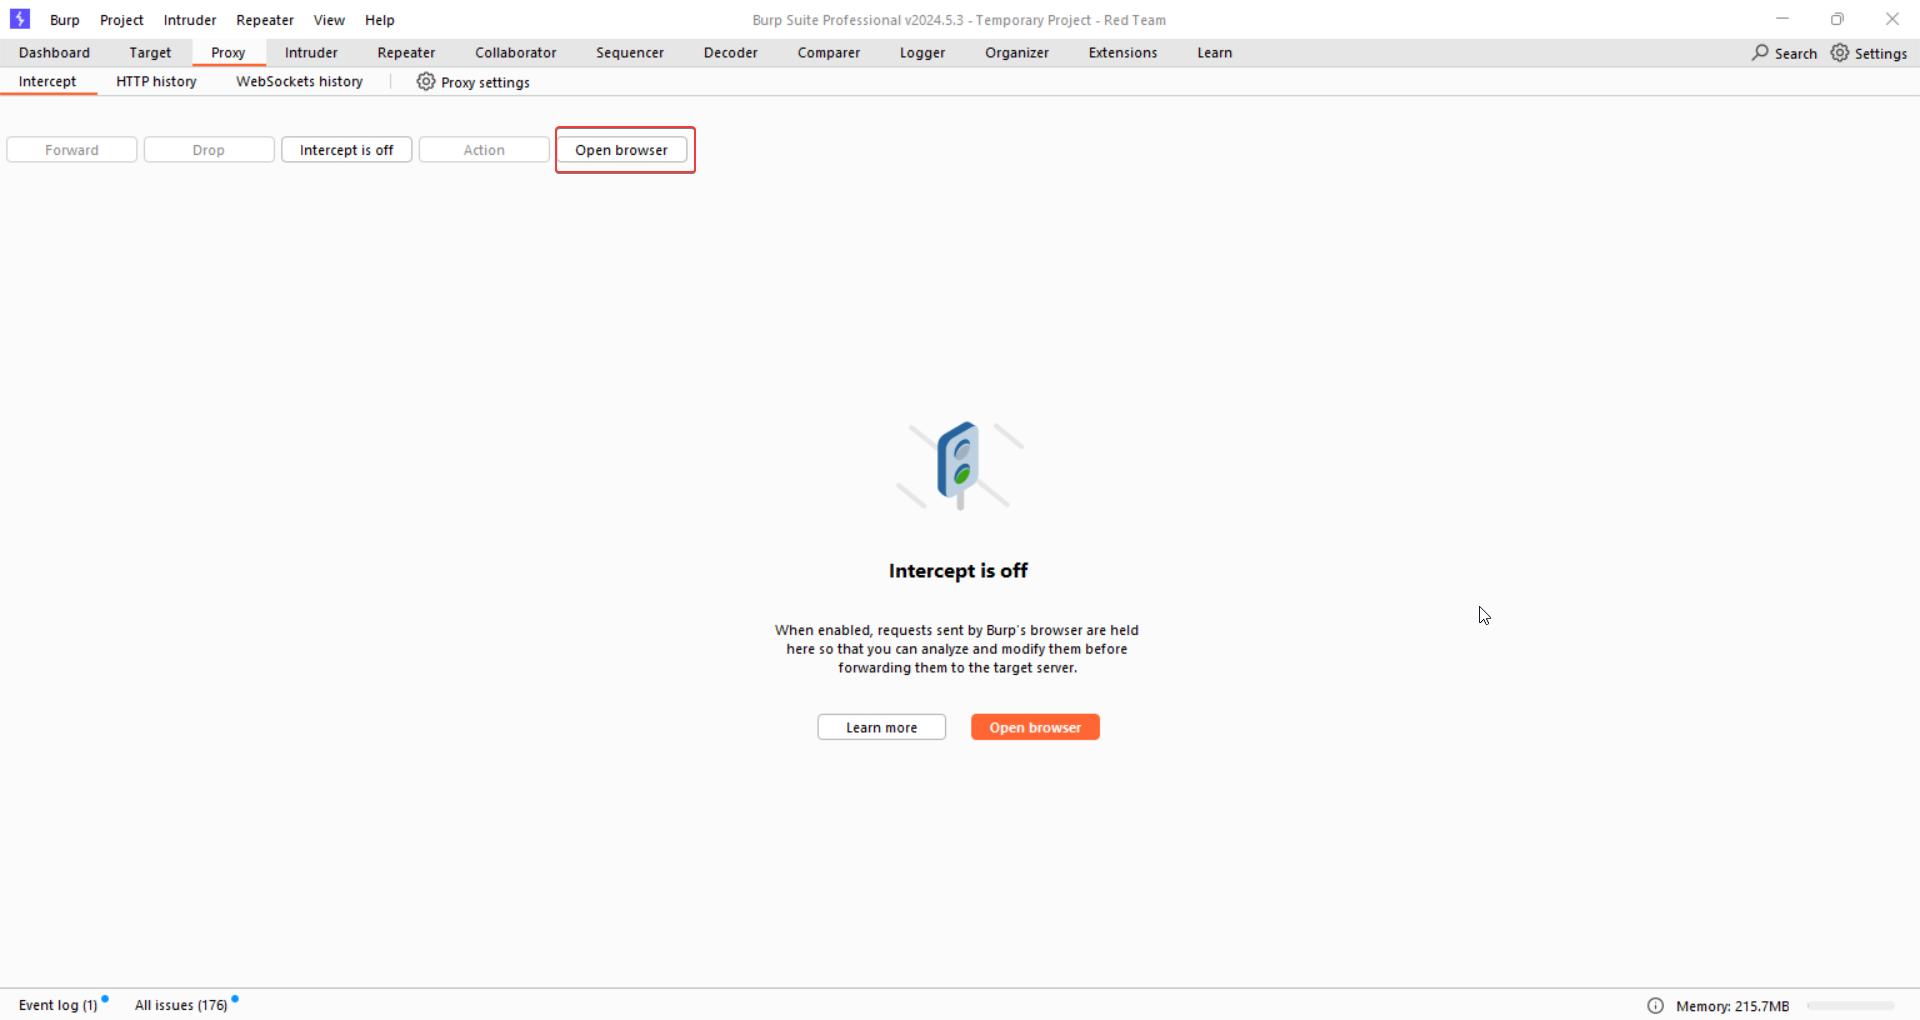 Burp Project Intruder Repeater View Help
Burp Suite Professional v2024.5.3 - Temporary Project - Red Team
Dashboard Target Proxy Intruder Repeater Collaborator Sequencer Decoder Comparer Logger Organizer Extensions Learn
Search Settings
Intercept HTTP history WebSockets history Proxy settings
Forward Drop Intercept is off Action Open browser
Intercept is off
When enabled, requests sent by Burp's browser are held
here so that you can analyze and modify them before
forwarding them to the target server.
Learn more Open browser
Event log (1) All issues (176)
Memory: 215.7MB